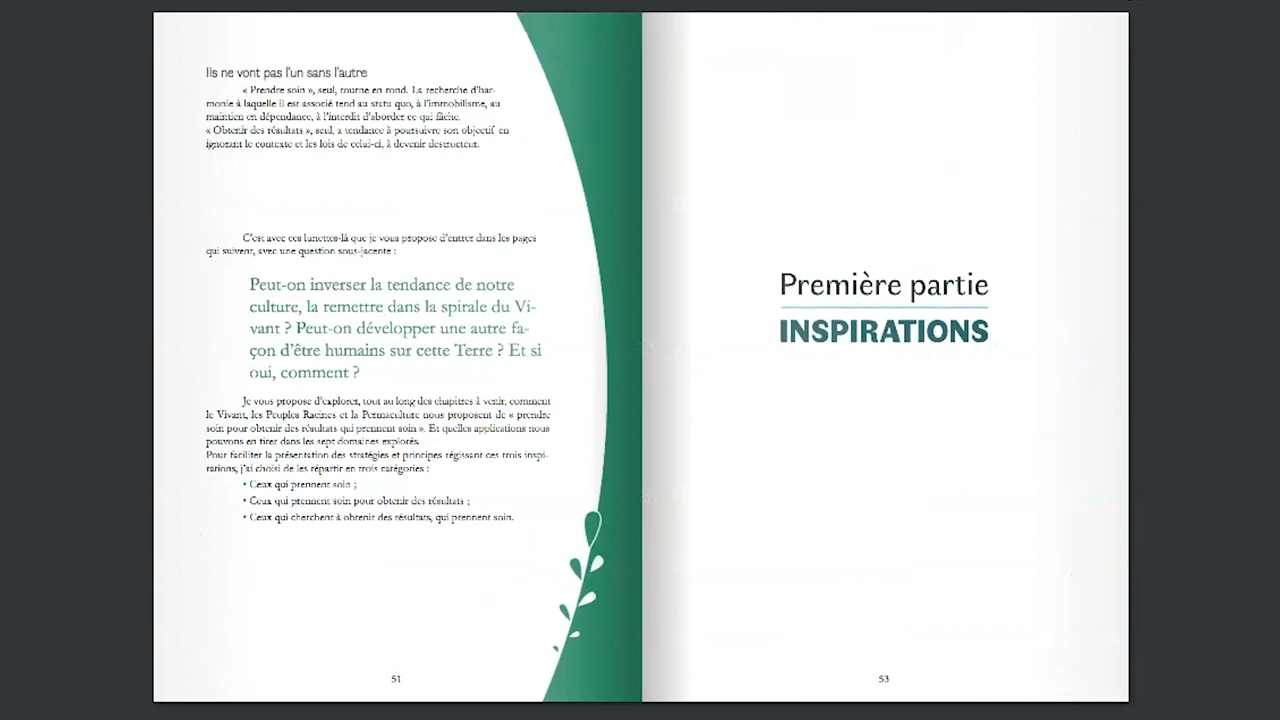 Ils ne vont pas l'un sans l'autre
« Prendre soin », seul, tourne en rond. La recherche d'har-
monie à laquelle il est associé tend au statu quo, à l'immobilisme, au
maintien en dépendance, à l'interdit d'aborder ce qui fâche.
« Obtenir des résultats », seul, a tendance à poursuivre son objectif en
ignorant le contexte et les lois de celui-ci, à devenir destructeur.
C'est avec ces lunettes-là que je vous propose d'entrer dans les pages
qui suivent, avec une question sous-jacente :
Peut-on inverser la tendance de notre
culture, la remettre dans la spirale du Vi-
vant ? Peut-on développer une autre fa-
çon d'être humains sur cette Terre ? Et si
oui, comment ?
Je vous propose d'explorer, tout au long des chapitres à venir, comment
le Vivant, les Peuples Racines et la Permaculture nous proposent de « prendre
soin pour obtenir des résultats qui prennent soin ». Et quelles applications nous
pouvons en tirer dans les sept domaines explorés.
Pour faciliter la présentation des stratégies et principes régissant ces trois inspi-
rations, j'ai choisi de les répartir en trois catégories :
• Ceux qui prennent soin ;
• Ceux qui prennent soin pour obtenir des résultats ;
• Ceux qui cherchent à obtenir des résultats, qui prennent soin.
51
Première partie
INSPIRATIONS
53